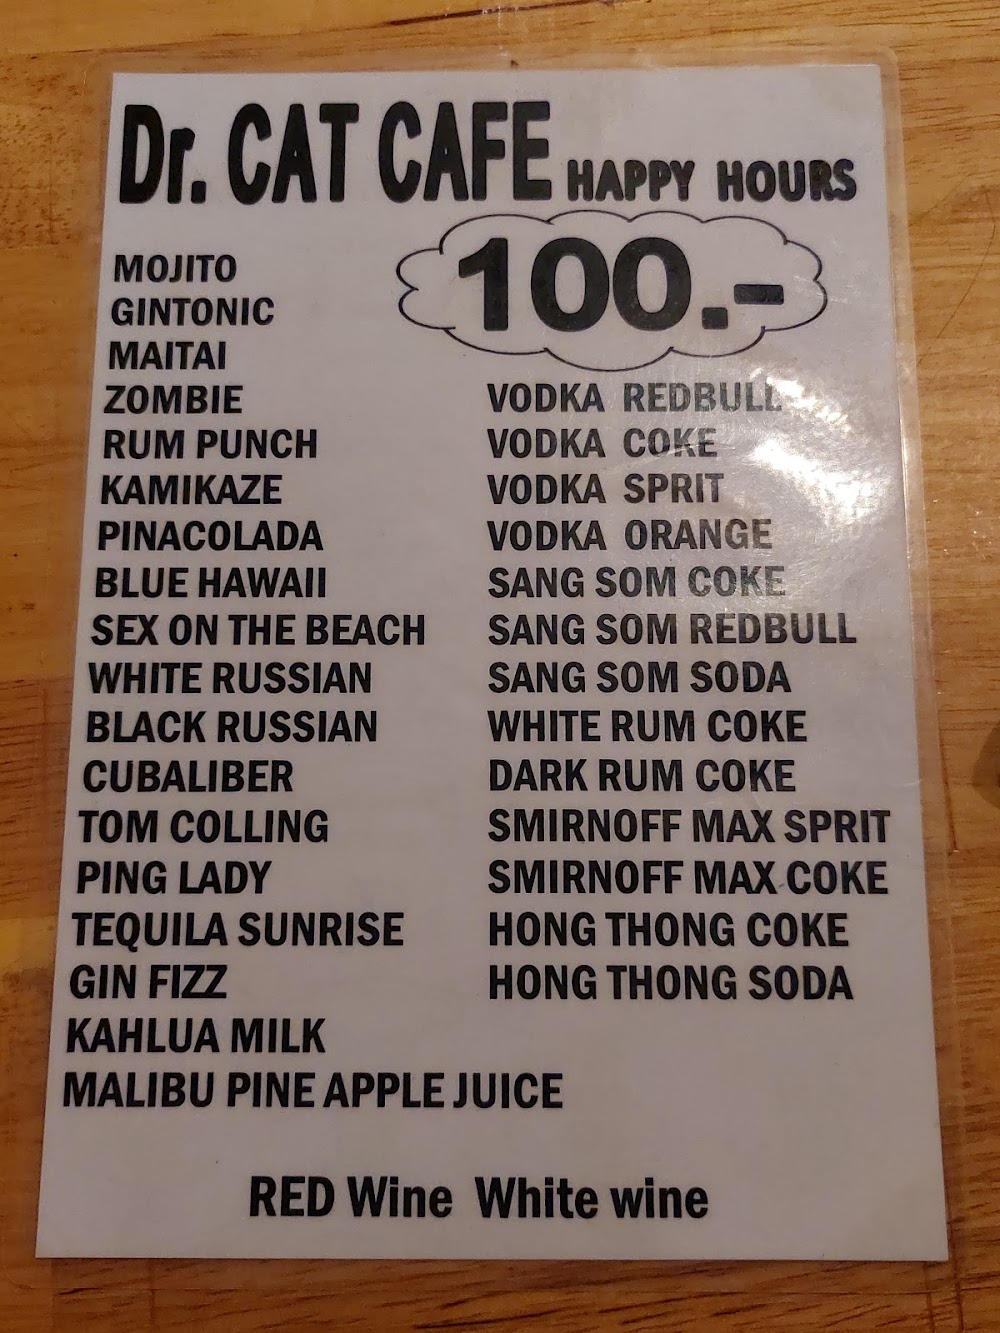 Dr. CAT CAFE HAPPY HOURS
100.-
MOJITO
GINTONIC
MAITAI
ZOMBIE
RUM PUNCH
KAMIKAZE
PINACOLADA
BLUE HAWAII
SEX ON THE BEACH
WHITE RUSSIAN
BLACK RUSSIAN
CUBALIBER
TOM COLLING
PING LADY
TEQUILA SUNRISE
GIN FIZZ
KAHLUA MILK
MALIBU PINE APPLE JUICE
VODKA REDBULL
VODKA COKE
VODKA SPRIT
VODKA ORANGE
SANG SOM COKE
SANG SOM REDBULL
SANG SOM SODA
WHITE RUM COKE
DARK RUM COKE
SMIRNOFF MAX SPRIT
SMIRNOFF MAX COKE
HONG THONG COKE
HONG THONG SODA
RED Wine White wine